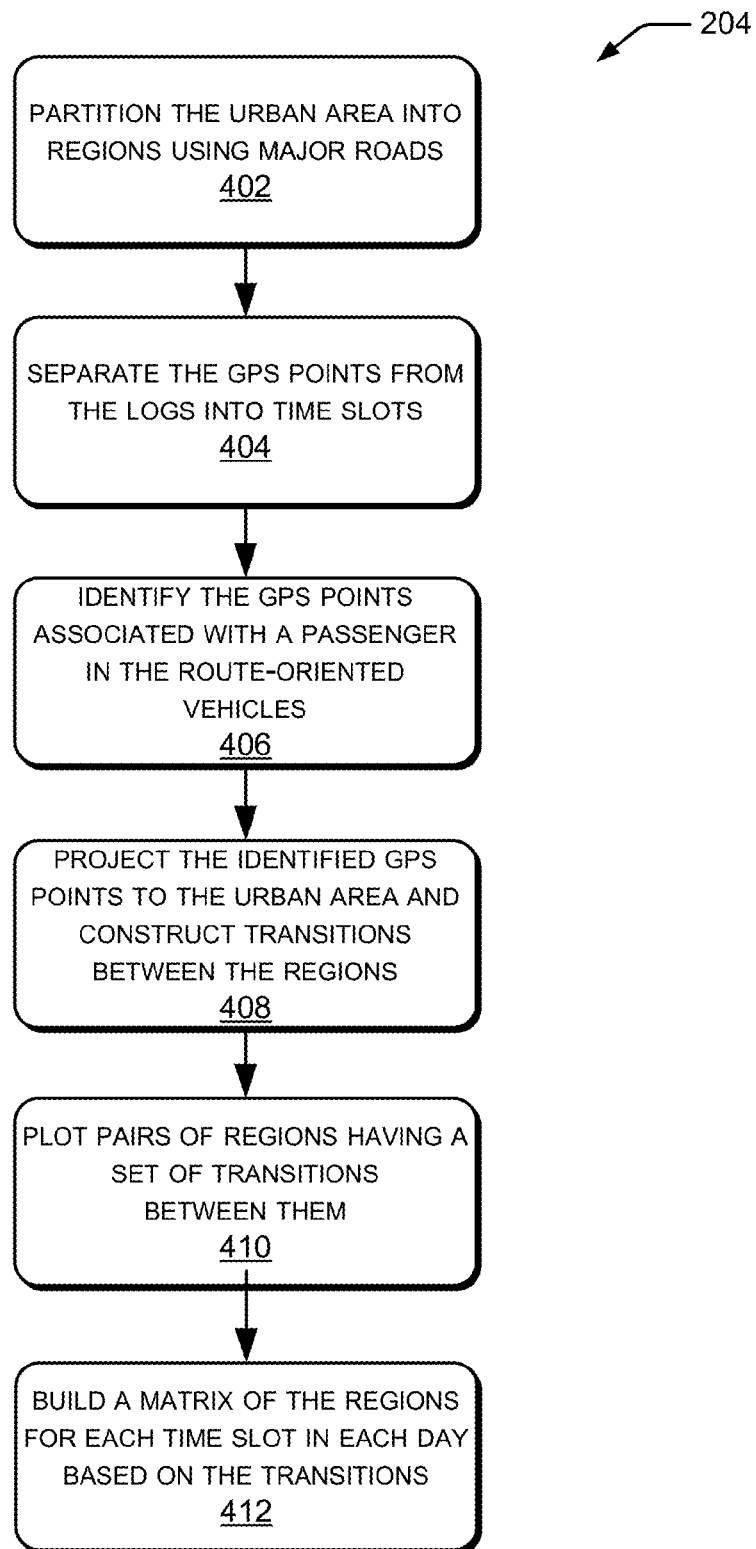 204
PARTITION THE URBAN AREA INTO
REGIONS USING MAJOR ROADS
402
SEPARATE THE GPS POINTS FROM
THE LOGS INTO TIME SLOTS
404
IDENTIFY THE GPS POINTS
ASSOCIATED WITH A PASSENGER
IN THE ROUTE-ORIENTED
VEHICLES
406
PROJECT THE IDENTIFIED GPS
POINTS TO THE URBAN AREA AND
CONSTRUCT TRANSITIONS
BETWEEN THE REGIONS
408
PLOT PAIRS OF REGIONS HAVING A
SET OF TRANSITIONS
BETWEEN THEM
410
BUILD A MATRIX OF THE REGIONS
FOR EACH TIME SLOT IN EACH DAY
BASED ON THE TRANSITIONS
412